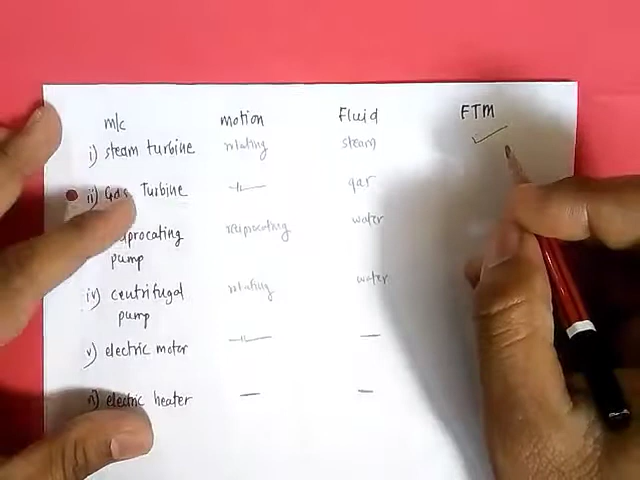 m/c motion Fluid FTM
i) steam turbine rotating steam
ii) Gas Turbine —"— gas
reciprocating reciprocating water
pump
iv) centrifugal rotating water
pump
v) electric motor —"— —
vi) electric heater — —